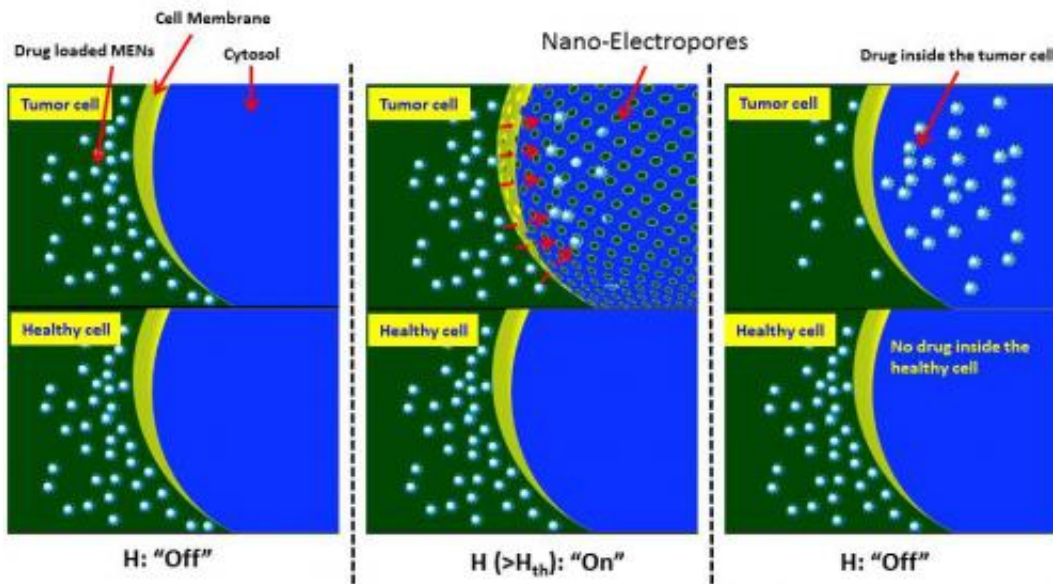 Cell Membrane
Drug loaded MENs
Cytosol
Nano-Electropores
Drug inside the tumor cell
Tumor cell
Tumor cell
Tumor cell
Healthy cell
Healthy cell
Healthy cell
No drug inside the
healthy cell
H: “Off”
H (>Hth): “On”
H: “Off”